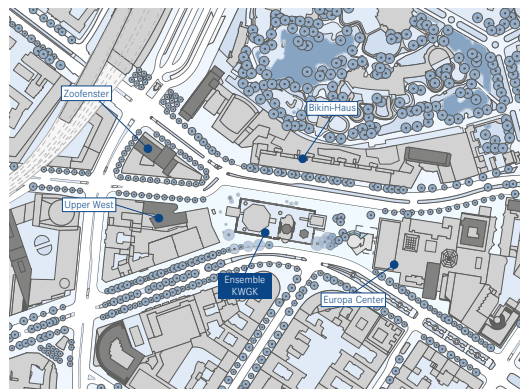 Zoofenster
Bikini-Haus
Upper West
Ensemble
KWGK
Europa Center